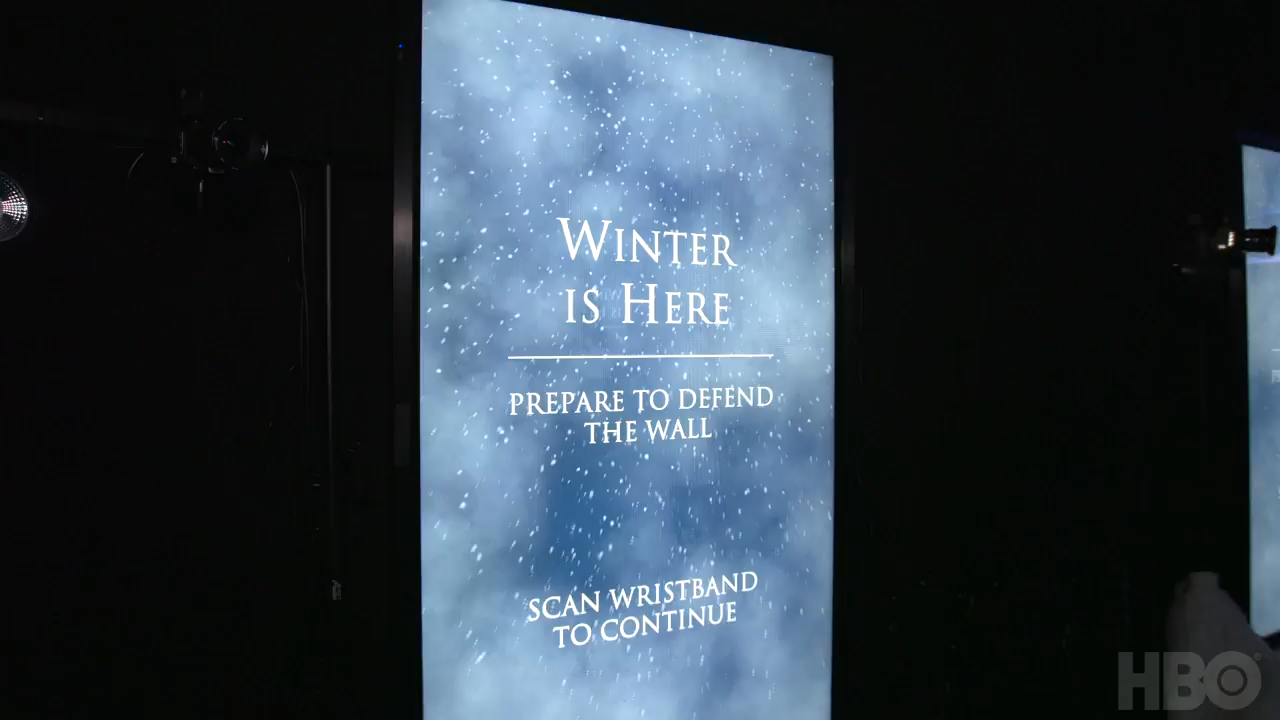 WINTER
IS HERE
PREPARE TO DEFEND
THE WALL
SCAN WRISTBAND
TO CONTINUE
HBO